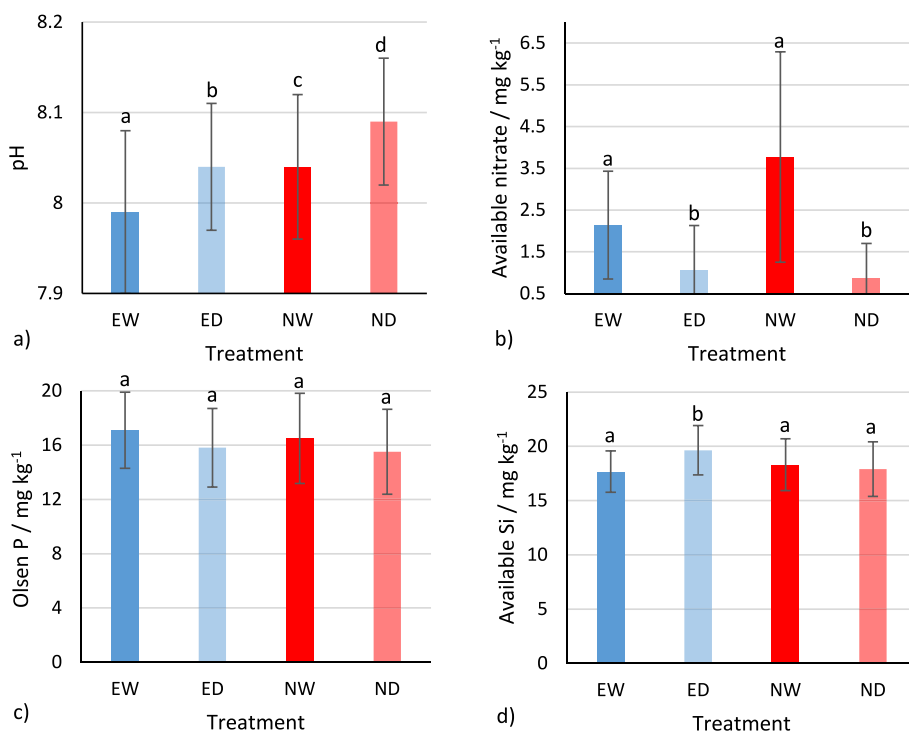 8.2
8.1
8
7.9
pH
a
b
c
d
EW ED NW ND
a)
Treatment
6.5
5.5
4.5
3.5
2.5
1.5
0.5
Available nitrate / mg kg⁻¹
a
b
a
b
EW ED NW ND
b)
Treatment
20
16
12
8
4
0
Olsen P / mg kg⁻¹
a
a
a
a
EW ED NW ND
c)
Treatment
25
20
15
10
5
0
Available Si / mg kg⁻¹
a
b
a
a
EW ED NW ND
d)
Treatment